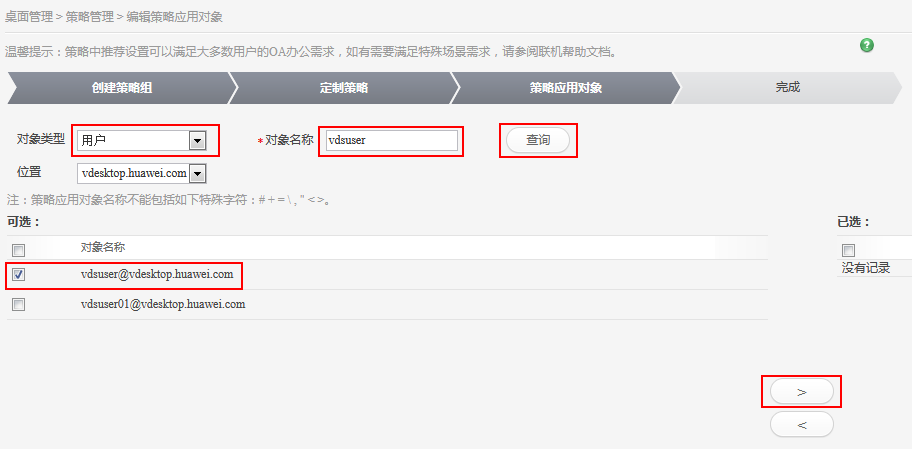 桌面管理 > 策略管理 > 编辑策略应用对象
温馨提示：策略中推荐设置可以满足大多数用户的OA办公需求，如有需要满足特殊场景需求，请参阅联机帮助文档。
?
创建策略组 定制策略 策略应用对象 完成
对象类型 用户 *对象名称 vdsuser 查询
位置 vdesktop.huawei.com
注：策略应用对象名称不能包括如下特殊字符：# + = \ , " < >。
可选： 已选：
对象名称
vdsuser@vdesktop.huawei.com 没有记录
vdsuser01@vdesktop.huawei.com
>
<